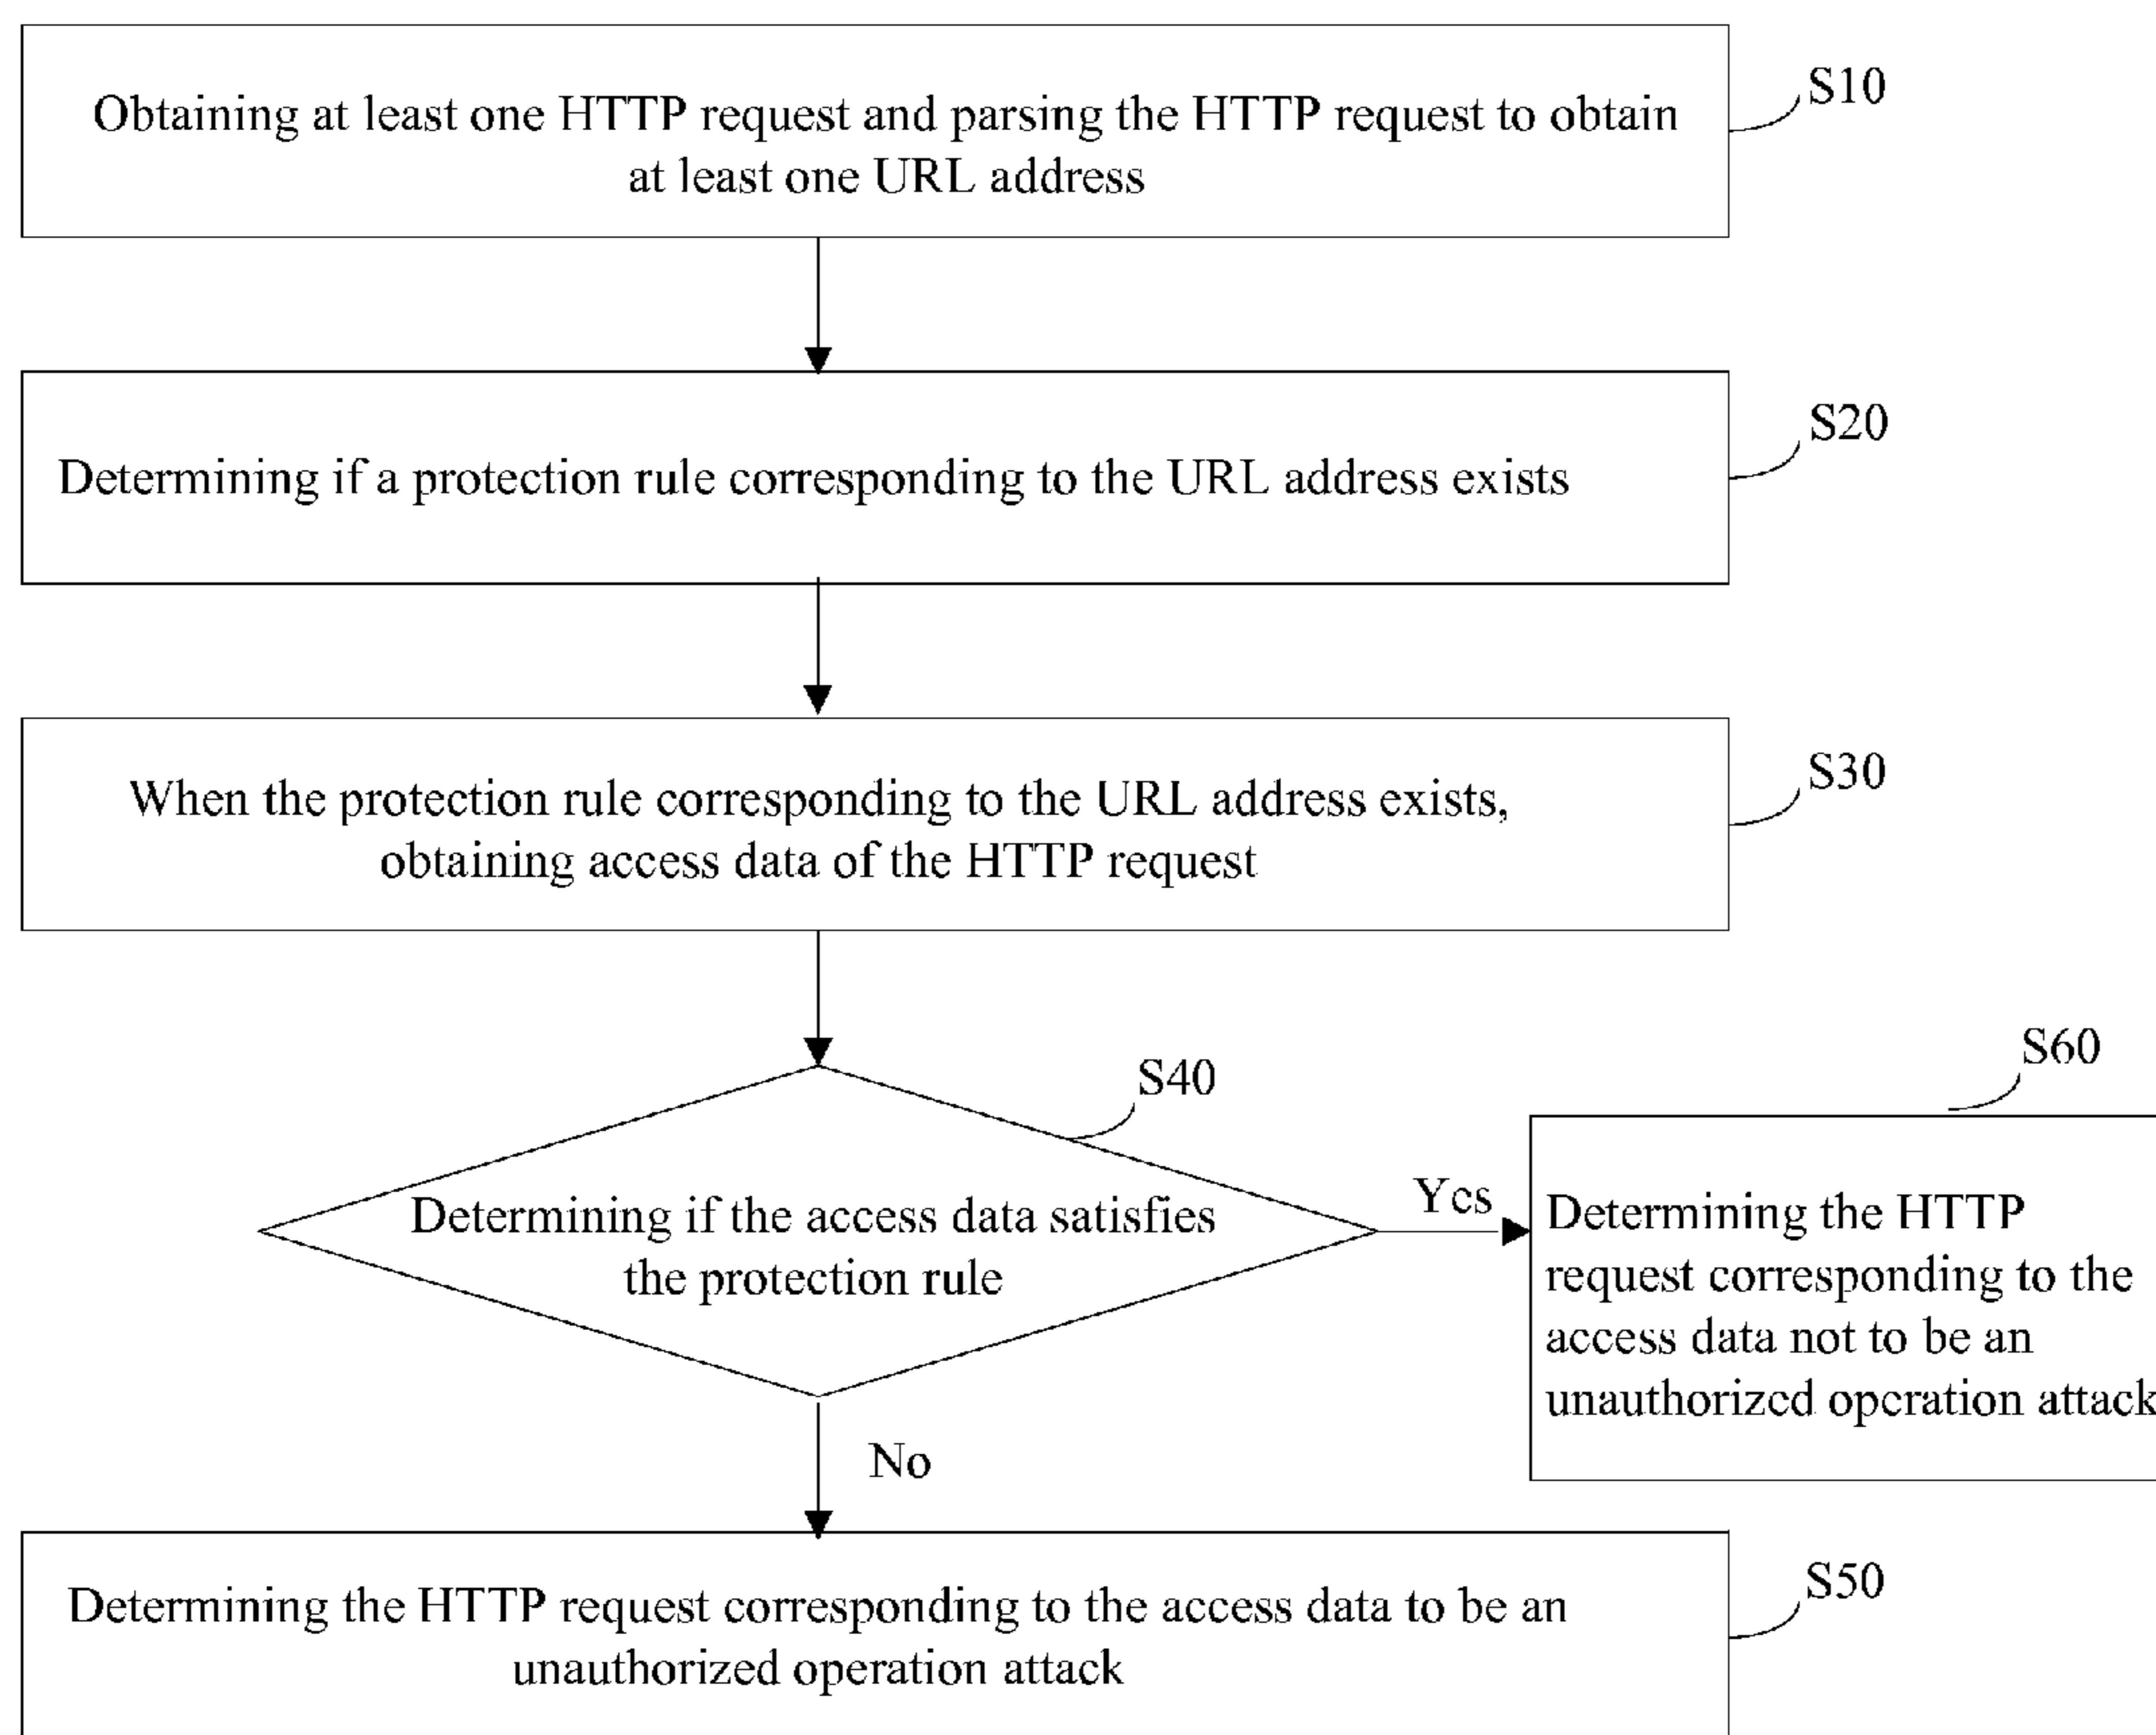 Obtaining at least one HTTP request and parsing the HTTP request to obtain
at least one URL address
S10
Determining if a protection rule corresponding to the URL address exists
S20
When the protection rule corresponding to the URL address exists,
obtaining access data of the HTTP request
S30
S40
Determining if the access data satisfies
the protection rule
Yes
S60
Determining the HTTP
request corresponding to the
access data not to be an
unauthorized operation attack
No
Determining the HTTP request corresponding to the access data to be an
unauthorized operation attack
S50